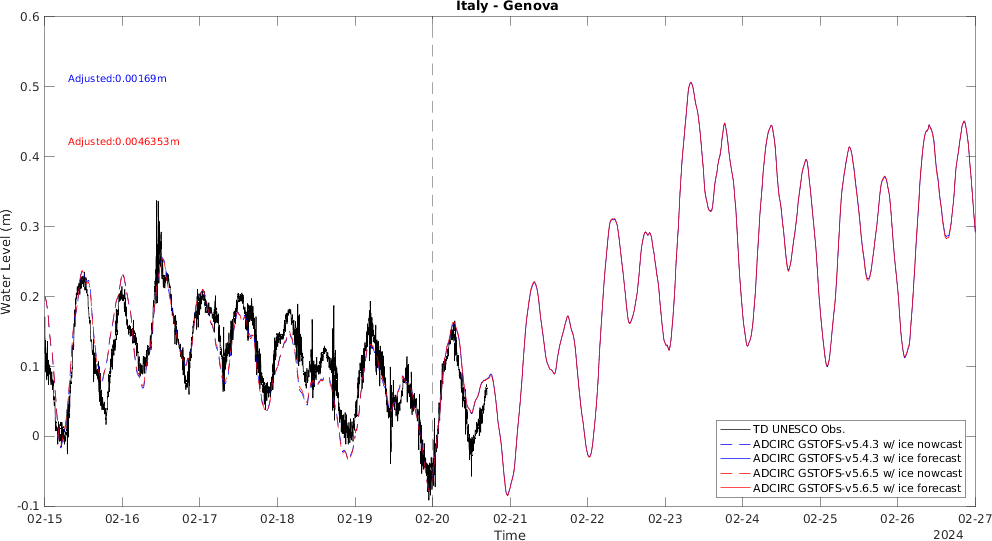 Italy - Genova
0.6
0.5
0.4
0.3
0.2
0.1
0
-0.1
Water Level (m)
Adjusted:0.00169m
Adjusted:0.0046353m
TD UNESCO Obs.
ADCIRC GSTOFS-v5.4.3 w/ ice nowcast
ADCIRC GSTOFS-v5.4.3 w/ ice forecast
ADCIRC GSTOFS-v5.6.5 w/ ice nowcast
ADCIRC GSTOFS-v5.6.5 w/ ice forecast
02-15 02-16 02-17 02-18 02-19 02-20 02-21 02-22 02-23 02-24 02-25 02-26 02-27
Time
2024